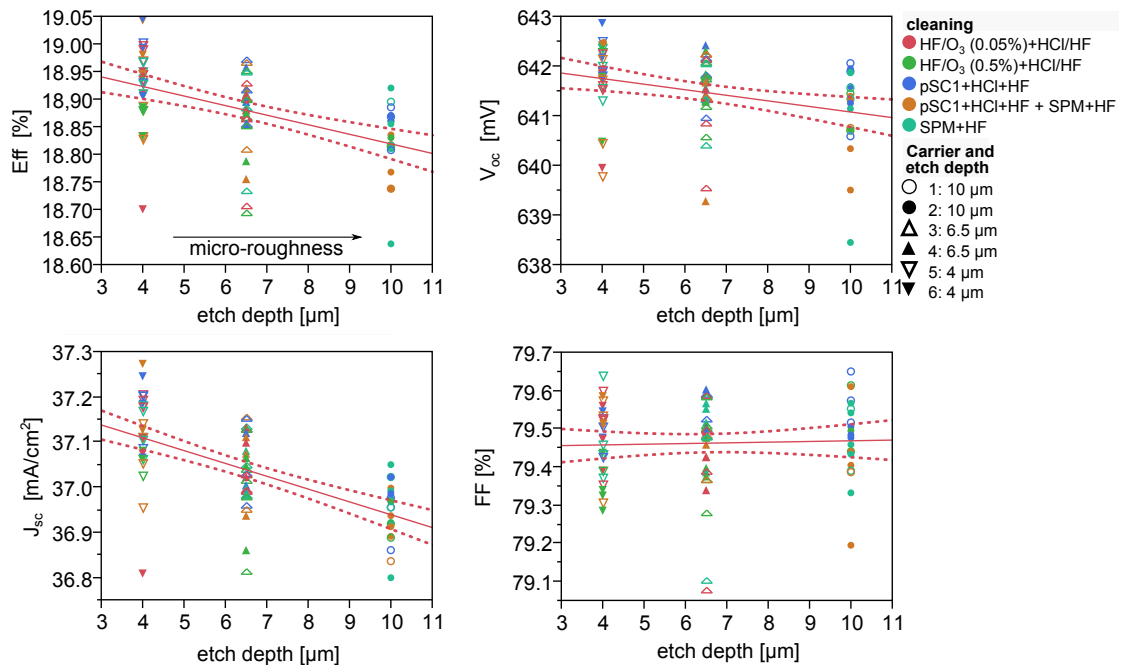 19.05
19.00
18.95
18.90
18.85
18.80
18.75
18.70
18.65
18.60
Eff [%]
micro-roughness
3 4 5 6 7 8 9 10 11
etch depth [µm]
643
642
641
640
639
638
V_oc [mV]
3 4 5 6 7 8 9 10 11
etch depth [µm]
cleaning
HF/O₃ (0.05%)+HCl/HF
HF/O₃ (0.5%)+HCl/HF
pSC1+HCl+HF
pSC1+HCl+HF + SPM+HF
SPM+HF
Carrier and
etch depth
1: 10 µm
2: 10 µm
3: 6.5 µm
4: 6.5 µm
5: 4 µm
6: 4 µm
37.3
37.2
37.1
37.0
36.9
36.8
J_sc [mA/cm²]
3 4 5 6 7 8 9 10 11
etch depth [µm]
79.7
79.6
79.5
79.4
79.3
79.2
79.1
FF [%]
3 4 5 6 7 8 9 10 11
etch depth [µm]